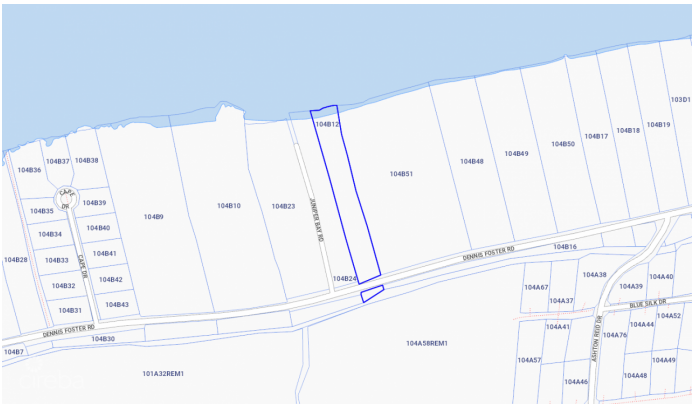 103D1
104B19
104B18
104B17
104B50
104B49
104B48
104B51
104B12
104B38
104B37
104B36
CAPE DR
104B35
104B39
104B9
104B10
104B23
JUNIPER BAY RD
104B34
104B40
104B33
104B41
CAPE DR
104B28
104B32
104B42
104B31
104B43
104B24
DENNIS FOSTER RD
104B16
104A38
104A40
104A67
104A39
104A37
BLUE SILK DR
104A52
104A41
104A44
104A76
ASHTON REID DR
DENNIS FOSTER RD
104B30
104B7
104A58REM1
101A32REM1
104A57
104A49
104A46
104A48